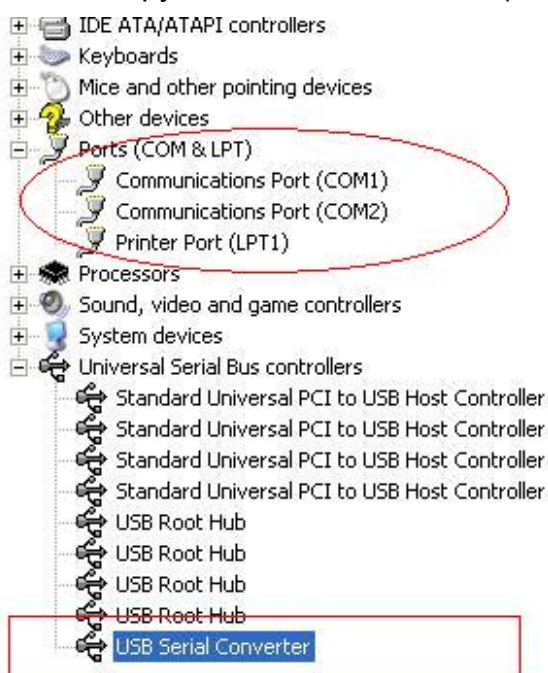 IDE ATA/ATAPI controllers
Keyboards
Mice and other pointing devices
Other devices
Ports (COM & LPT)
Communications Port (COM1)
Communications Port (COM2)
Printer Port (LPT1)
Processors
Sound, video and game controllers
System devices
Universal Serial Bus controllers
Standard Universal PCI to USB Host Controller
Standard Universal PCI to USB Host Controller
Standard Universal PCI to USB Host Controller
Standard Universal PCI to USB Host Controller
USB Root Hub
USB Root Hub
USB Root Hub
USB Root Hub
USB Serial Converter